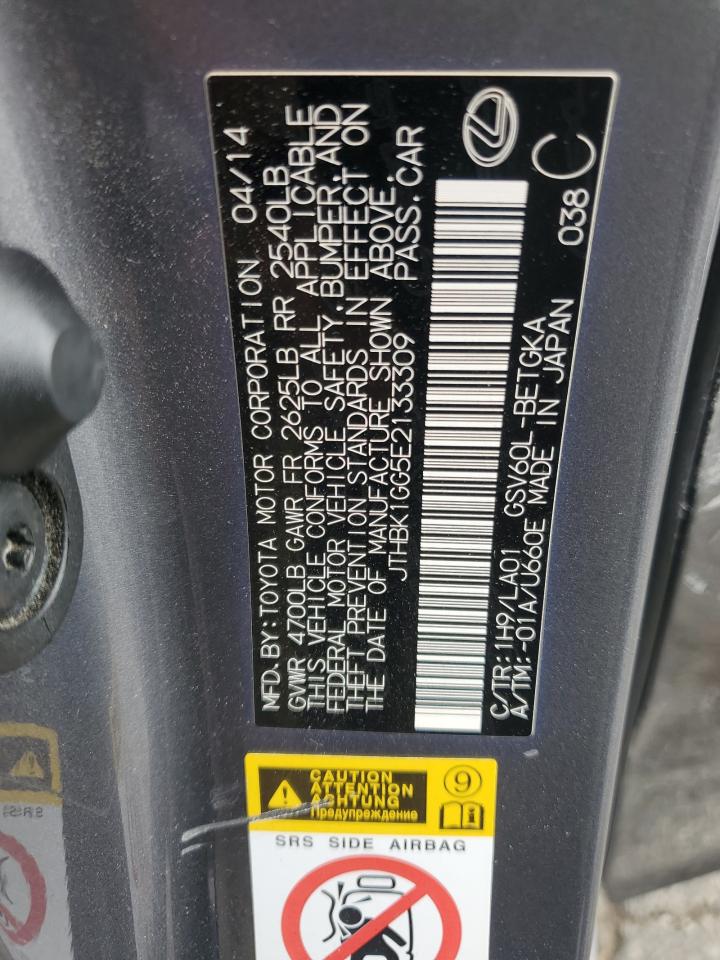 MFD.BY:TOYOTA MOTOR CORPORATION 04/14
GVWR 4700LB GAWR FR 2625LB RR 2540LB
THIS VEHICLE CONFORMS TO ALL APPLICABLE
FEDERAL MOTOR VEHICLE SAFETY,BUMPER,AND
THEFT PREVENTION STANDARDS IN EFFECT ON
THE DATE OF MANUFACTURE SHOWN ABOVE.
JTHBK1GG5E2133309 PASS.CAR
C/TR:1H9/LA01 GSV60L-BETGKA
A/TM:-01A/U660E MADE IN JAPAN
038 C
CAUTION
ATTENTION
ACHTUNG
Предупреждение
9
SRS SIDE AIRBAG